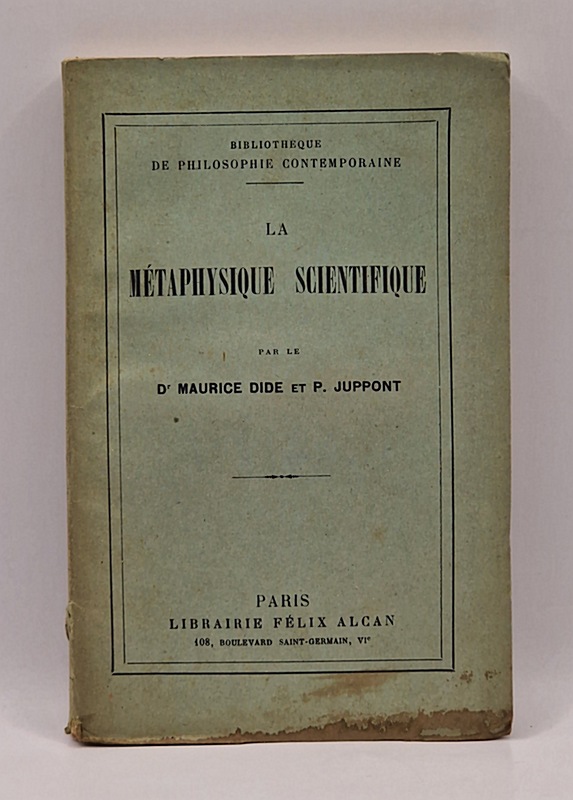 BIBLIOTHÈQUE
DE PHILOSOPHIE CONTEMPORAINE
LA
MÉTAPHYSIQUE SCIENTIFIQUE
PAR LE
Dr MAURICE DIDE ET P. JUPPONT
PARIS
LIBRAIRIE FÉLIX ALCAN
108, BOULEVARD SAINT-GERMAIN, VIe